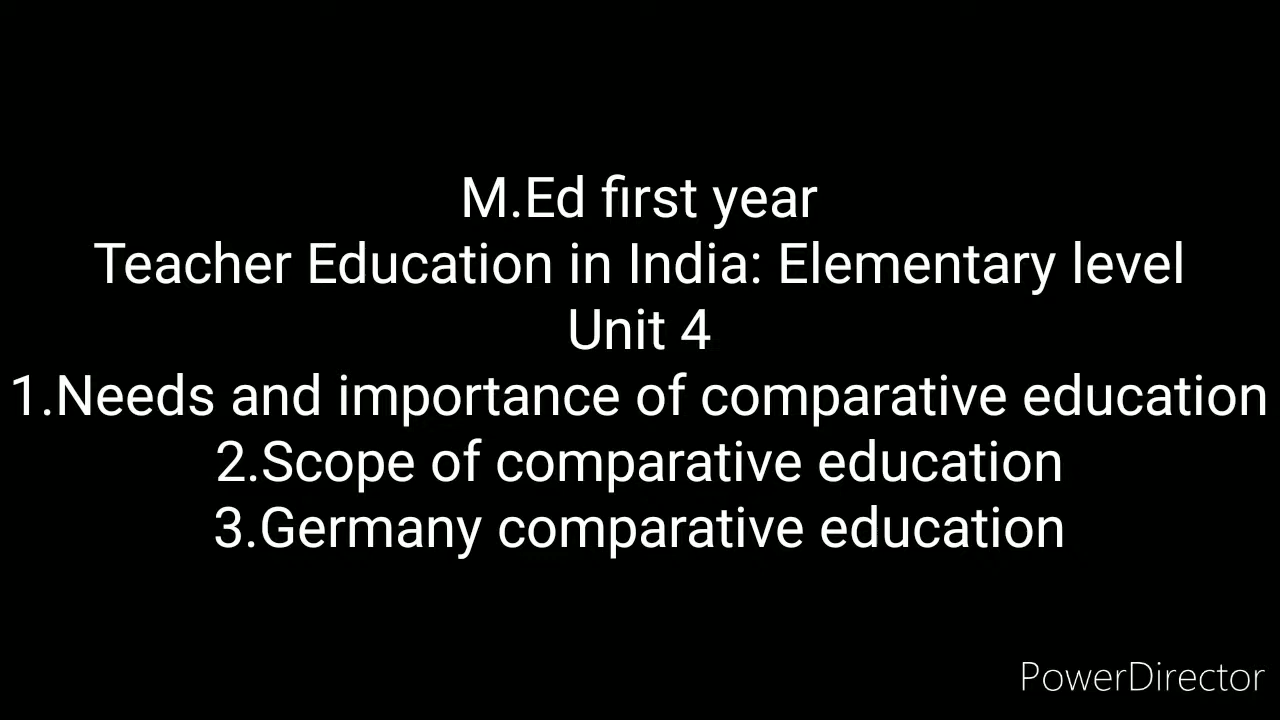 M.Ed first year
Teacher Education in India: Elementary level
Unit 4
1.Needs and importance of comparative education
2.Scope of comparative education
3.Germany comparative education
PowerDirector